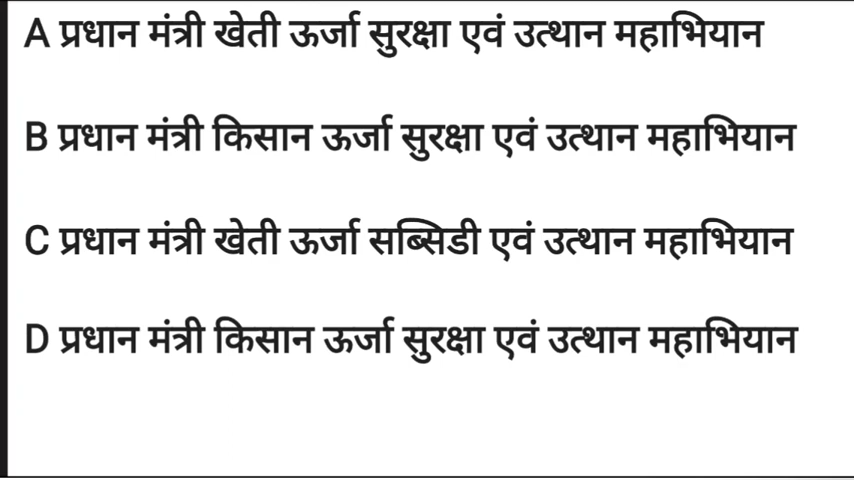 A प्रधान मंत्री खेती ऊर्जा सुरक्षा एवं उत्थान महाभियान
B प्रधान मंत्री किसान ऊर्जा सुरक्षा एवं उत्थान महाभियान
C प्रधान मंत्री खेती ऊर्जा सब्सिडी एवं उत्थान महाभियान
D प्रधान मंत्री किसान ऊर्जा सुरक्षा एवं उत्थान महाभियान